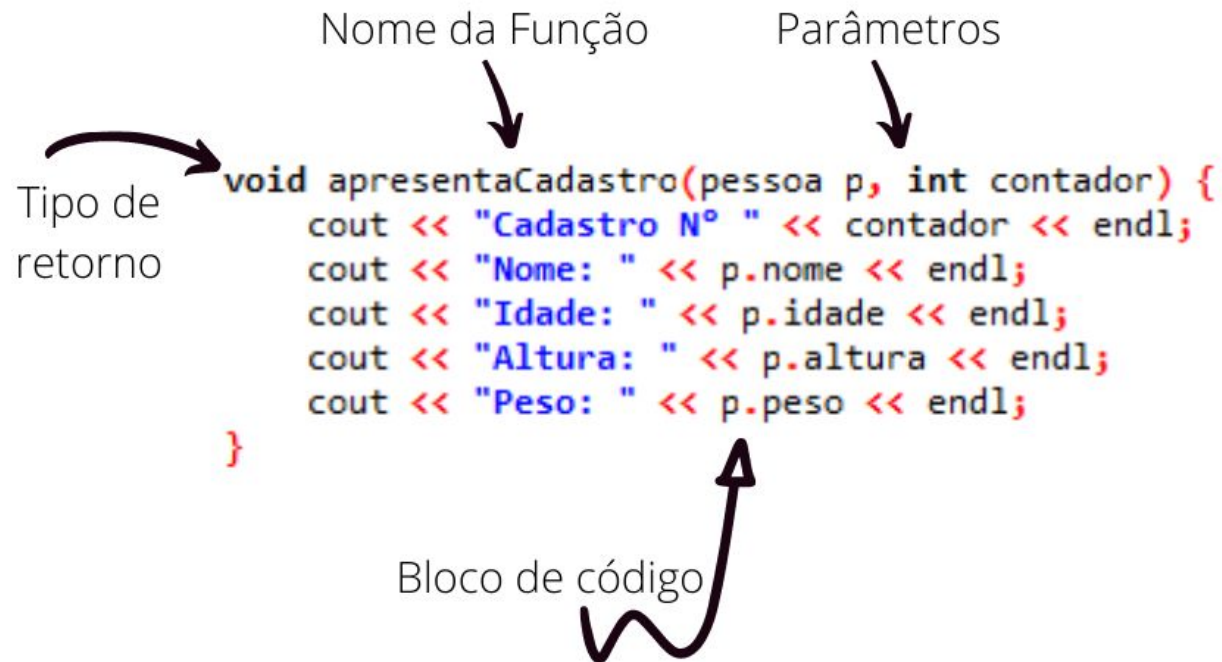 Nome da Função
Parâmetros
Tipo de
retorno
void apresentaCadastro(pessoa p, int contador) {
cout << "Cadastro Nº " << contador << endl;
cout << "Nome: " << p.nome << endl;
cout << "Idade: " << p.idade << endl;
cout << "Altura: " << p.altura << endl;
cout << "Peso: " << p.peso << endl;
}
Bloco de código